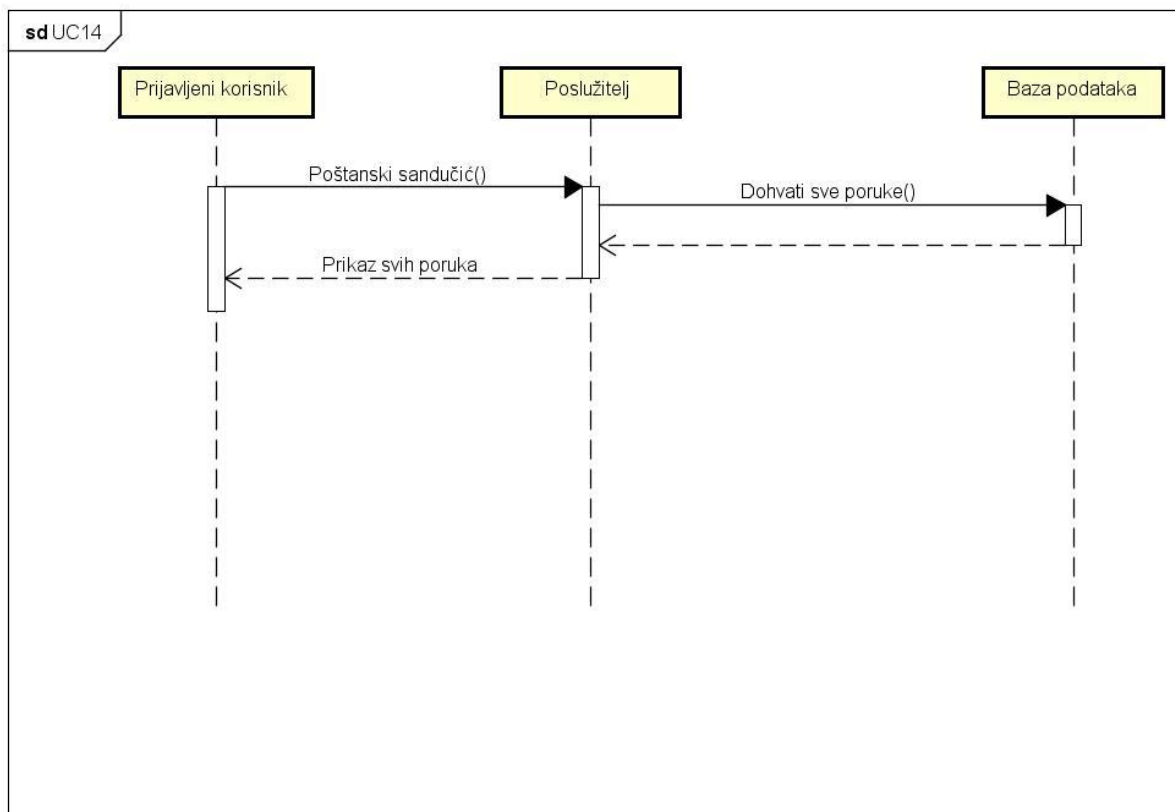 sd UC14
Prijavljeni korisnik
Poslužitelj
Baza podataka
Poštanski sandučić()
Dohvati sve poruke()
Prikaz svih poruka